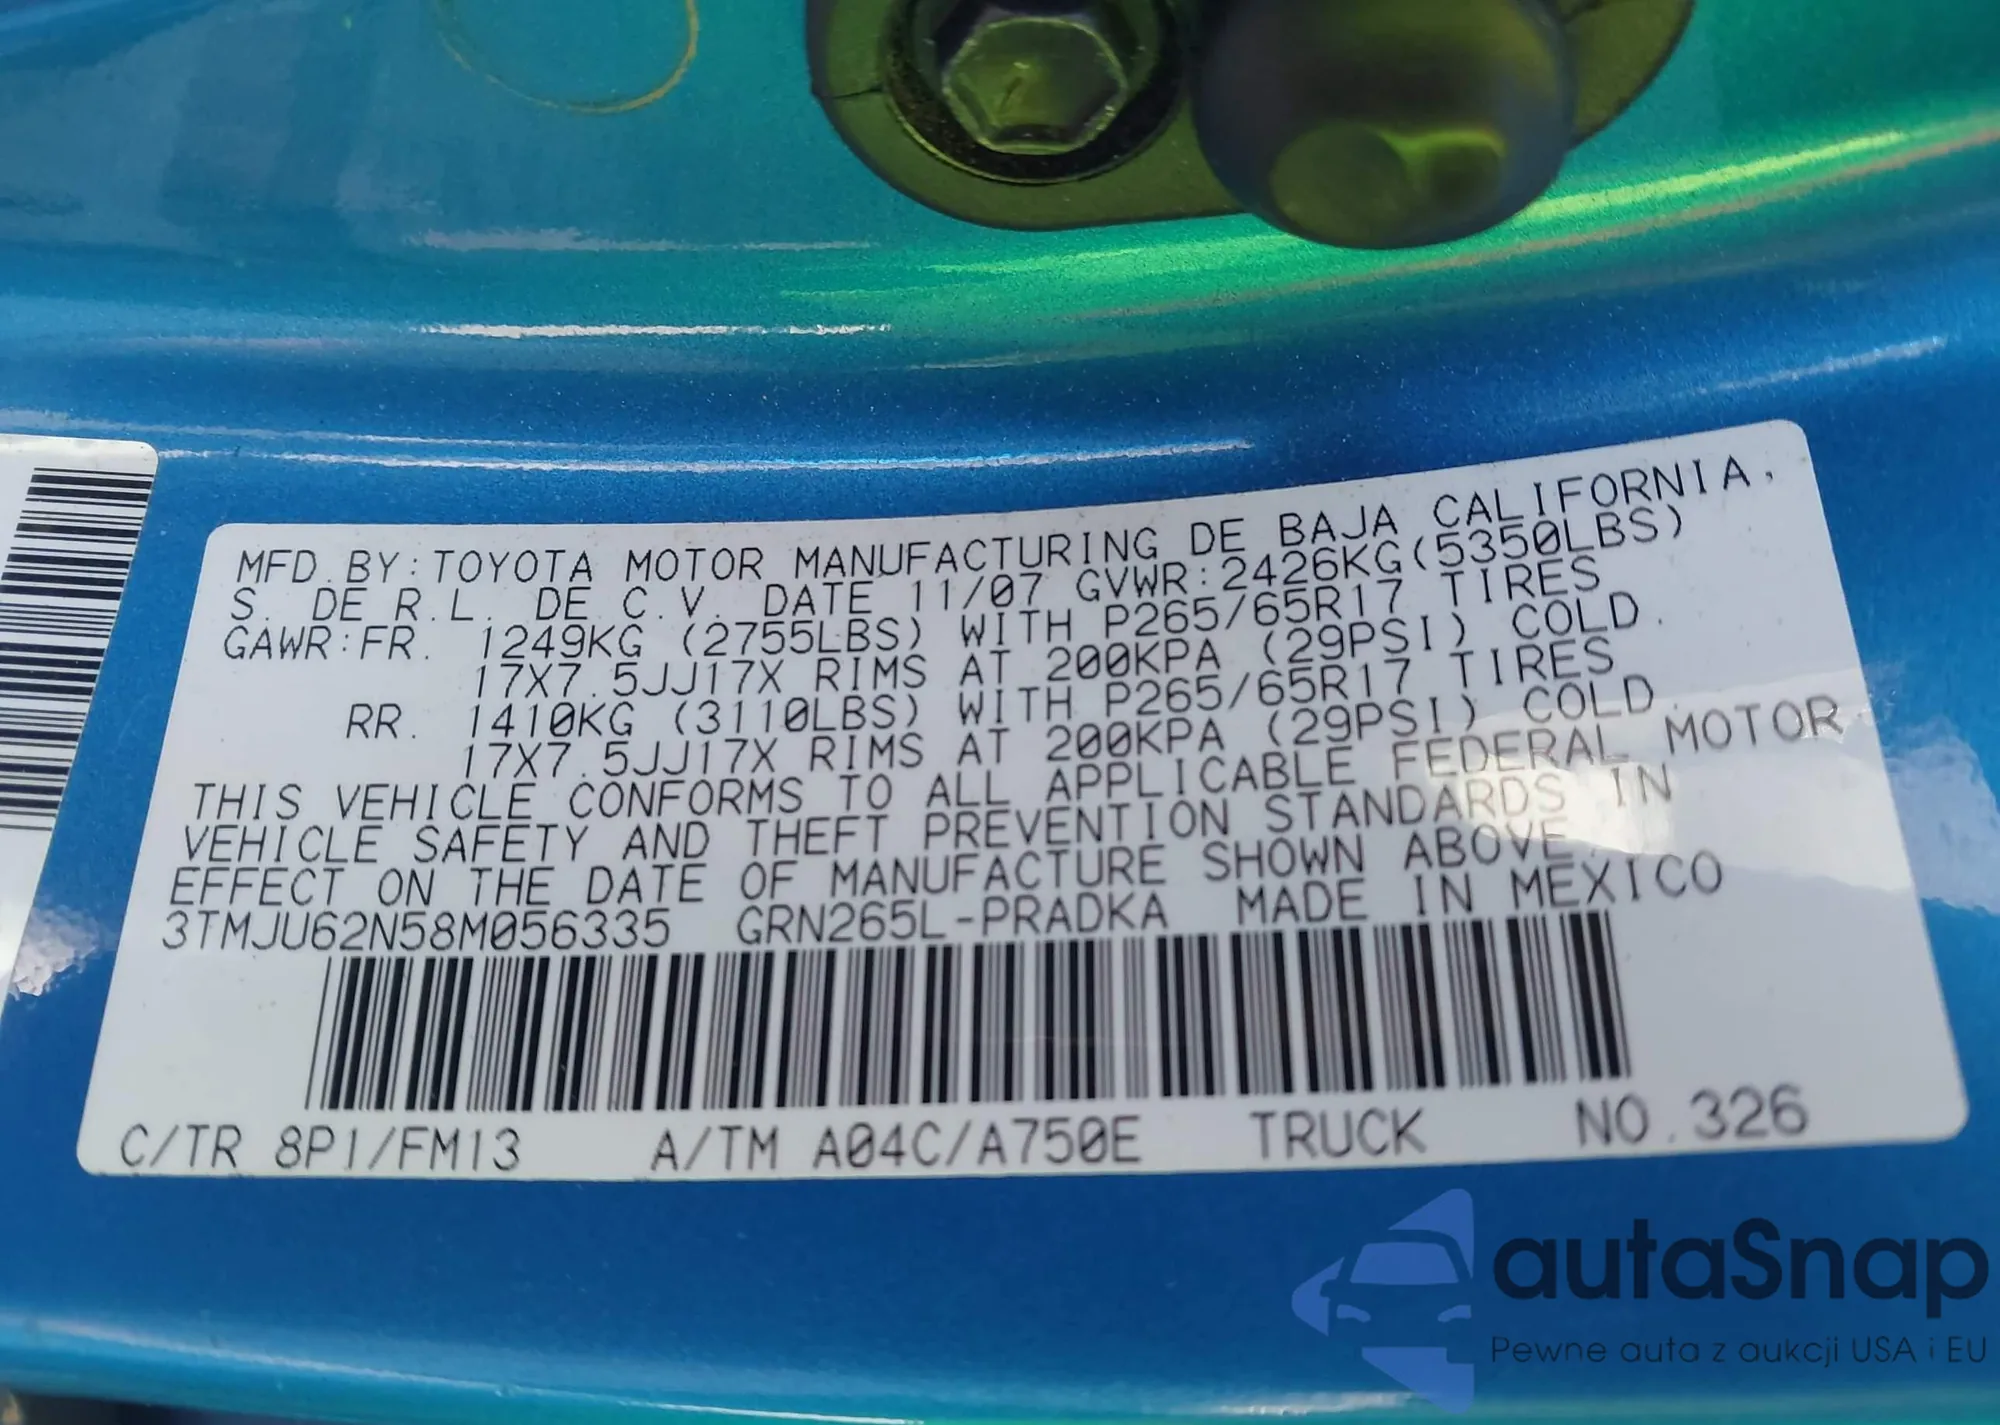 MFD.BY:TOYOTA MOTOR MANUFACTURING DE BAJA CALIFORNIA,
S. DE R.L. DE C.V. DATE 11/07 GVWR:2426KG(5350LBS)
GAWR:FR. 1249KG (2755LBS) WITH P265/65R17 TIRES
17X7.5JJ17X RIMS AT 200KPA (29PSI) COLD.
RR. 1410KG (3110LBS) WITH P265/65R17 TIRES
17X7.5JJ17X RIMS AT 200KPA (29PSI) COLD.
THIS VEHICLE CONFORMS TO ALL APPLICABLE FEDERAL MOTOR
VEHICLE SAFETY AND THEFT PREVENTION STANDARDS IN
EFFECT ON THE DATE OF MANUFACTURE SHOWN ABOVE.
3TMJU62N58M056335 GRN265L-PRADKA MADE IN MEXICO
C/TR 8P1/FM13 A/TM A04C/A750E TRUCK NO.326
autaSnap
Pewne auta z aukcji USA i EU